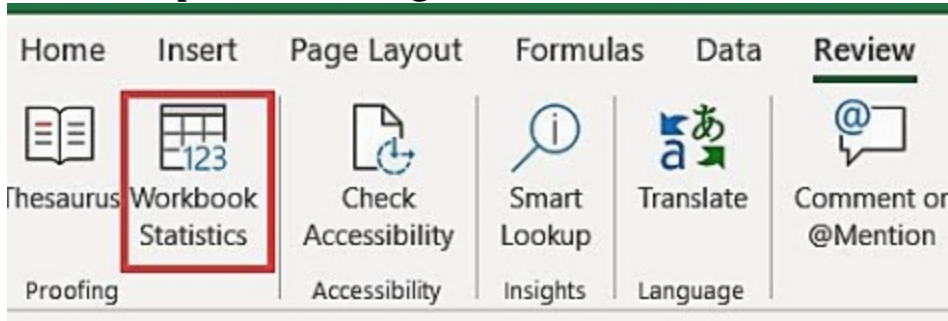 Home Insert Page Layout Formulas Data Review
Thesaurus Workbook Statistics
Check Accessibility
Smart Lookup
Translate
Comment or @Mention
Proofing Accessibility Insights Language